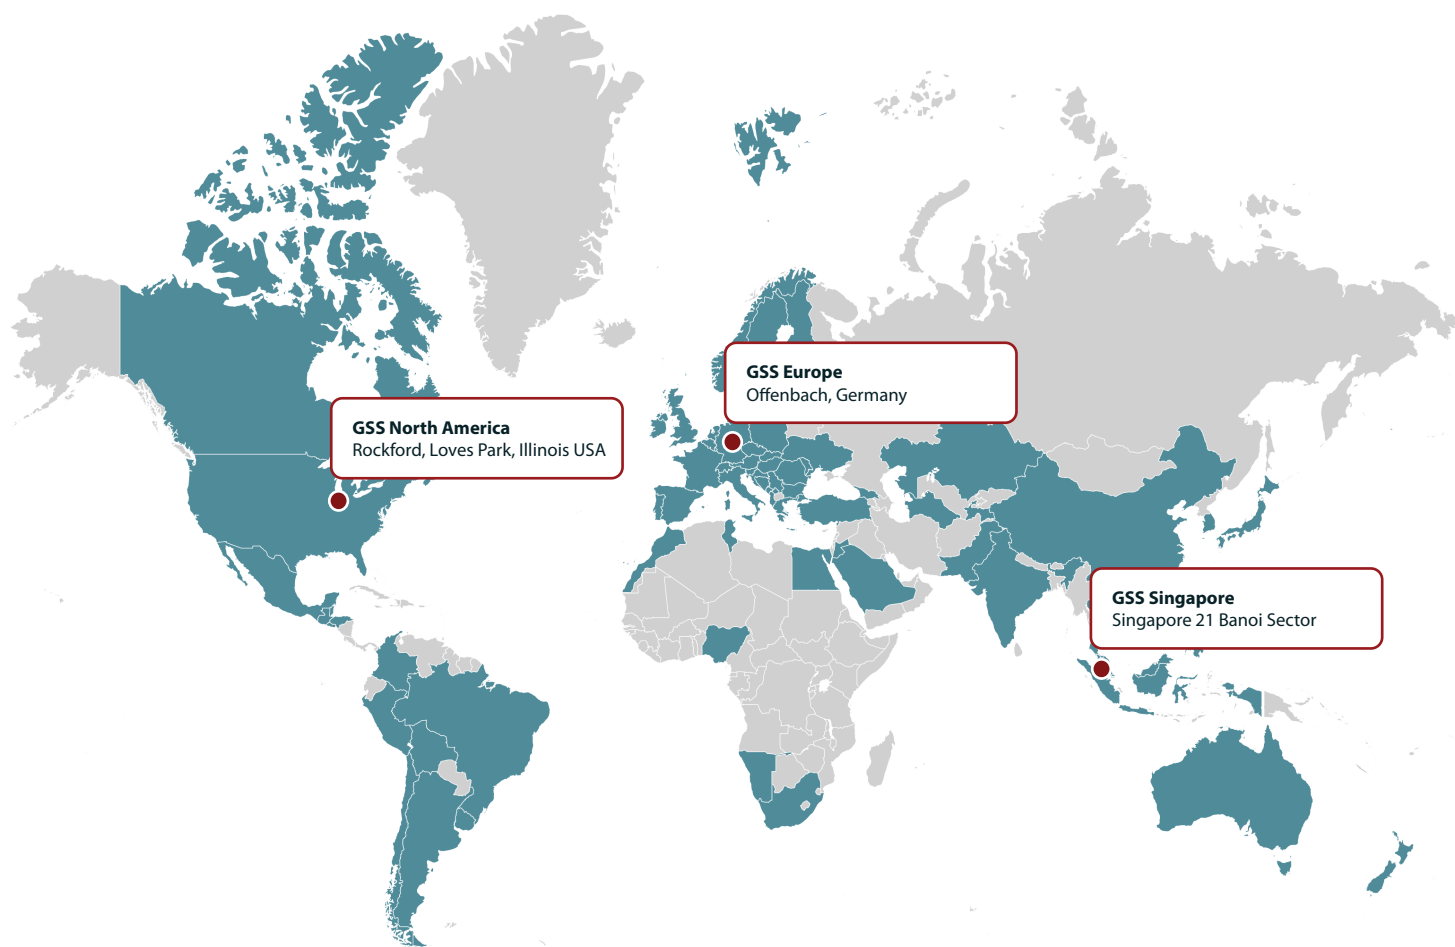 GSS Europe
Offenbach, Germany
GSS North America
Rockford, Loves Park, Illinois USA
GSS Singapore
Singapore 21 Banoi Sector